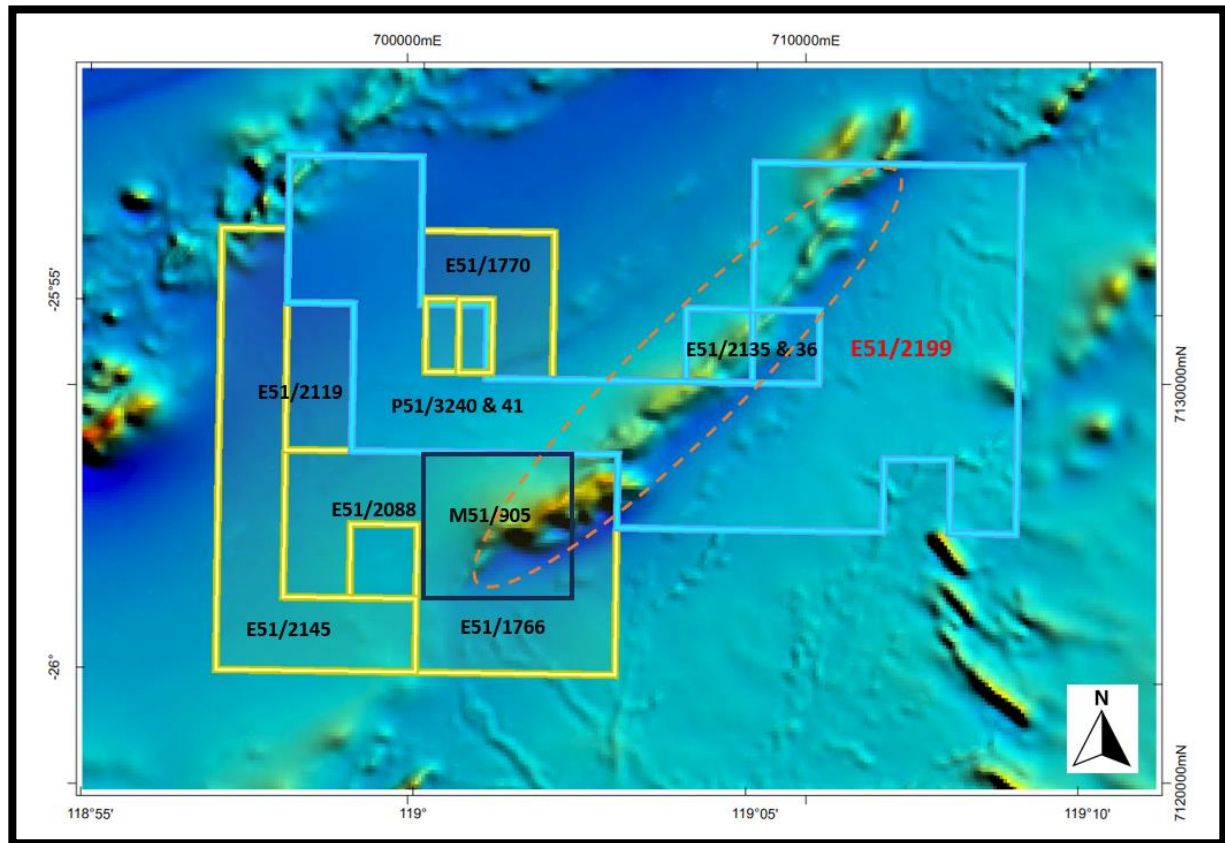 700000mE
710000mE
E51/1770
-25°55'
E51/2135 & 36
E51/2199
E51/2119
7130000mN
P51/3240 & 41
E51/2088
M51/905
E51/2145
E51/1766
-26°
N
7120000mN
118°55'
119°
119°05'
119°10'